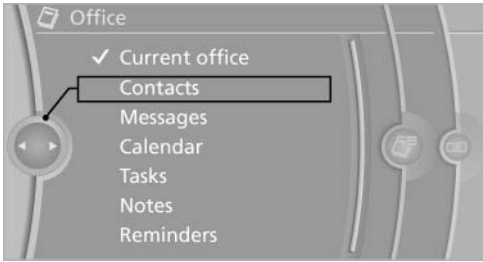 Office
Current office
Contacts
Messages
Calendar
Tasks
Notes
Reminders